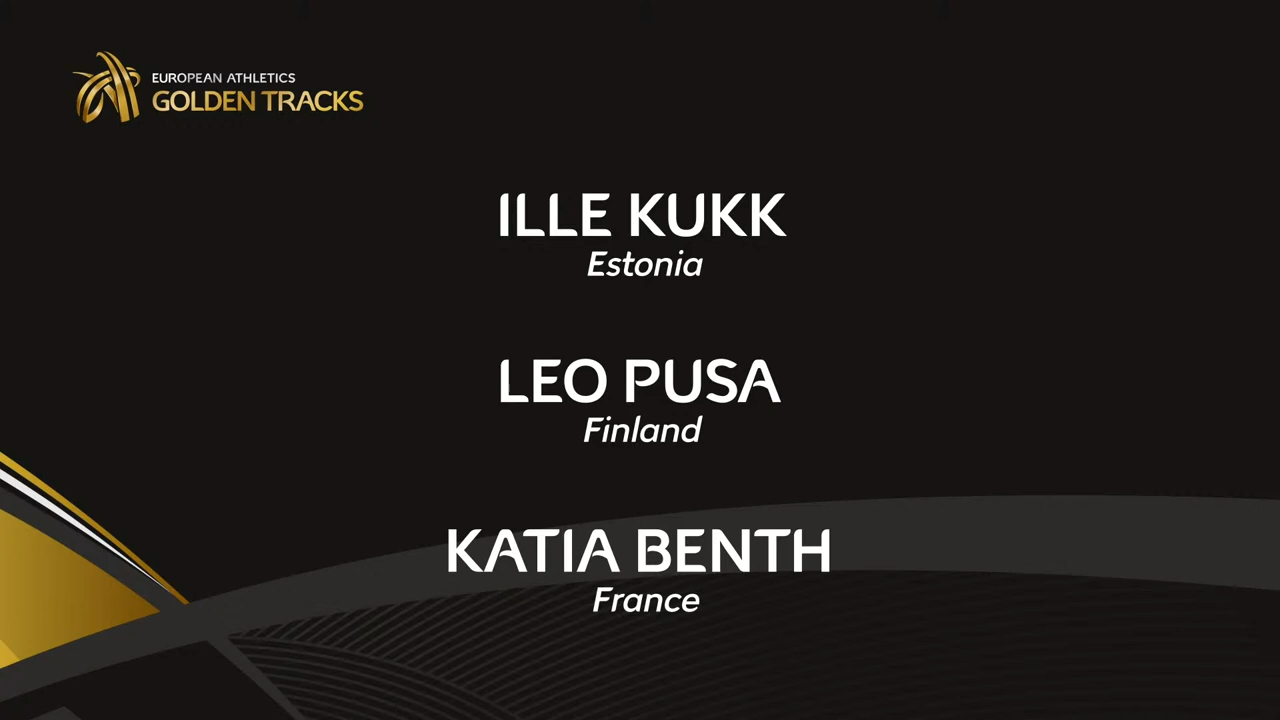 EUROPEAN ATHLETICS
GOLDEN TRACKS
ILLE KUKK
Estonia
LEO PUSA
Finland
KATIA BENTH
France